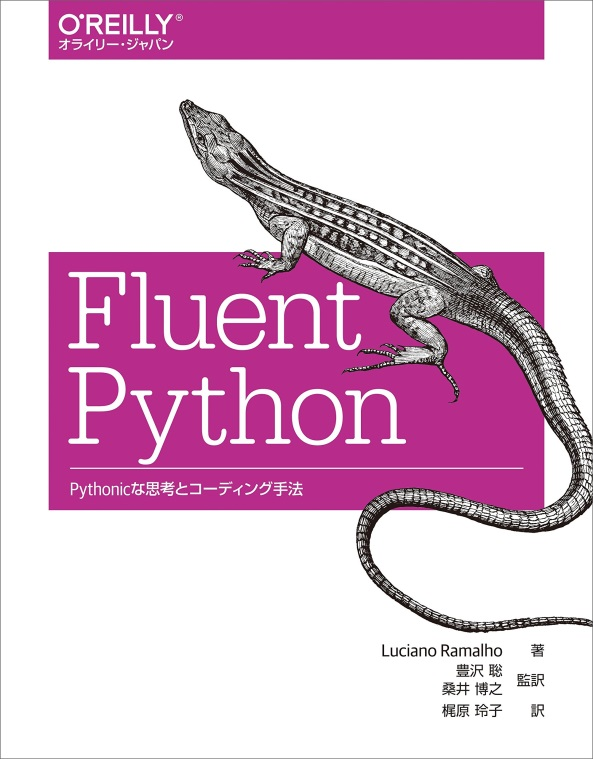 O'REILLY®
オライリー・ジャパン
Fluent
Python
Pythonicな思考とコーディング手法
Luciano Ramalho 著
豊沢 聡
桑井 博之 監訳
梶原 玲子 訳